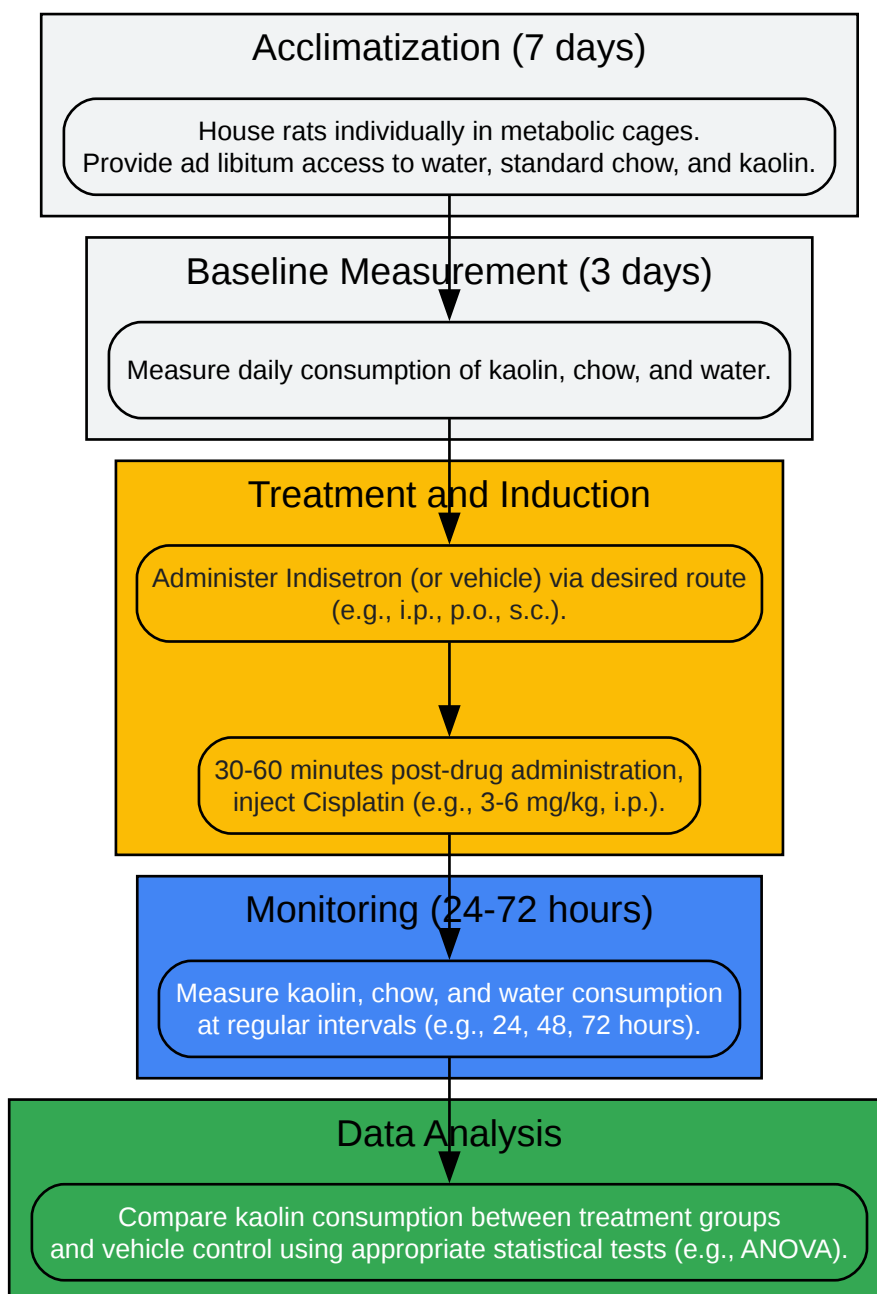 Acclimatization (7 days)
House rats individually in metabolic cages.
Provide ad libitum access to water, standard chow, and kaolin.
Baseline Measurement (3 days)
Measure daily consumption of kaolin, chow, and water.
Treatment and Induction
Administer Indisetron (or vehicle) via desired route
(e.g., i.p., p.o., s.c.).
30-60 minutes post-drug administration,
inject Cisplatin (e.g., 3-6 mg/kg, i.p.).
Monitoring (24-72 hours)
Measure kaolin, chow, and water consumption
at regular intervals (e.g., 24, 48, 72 hours).
Data Analysis
Compare kaolin consumption between treatment groups
and vehicle control using appropriate statistical tests (e.g., ANOVA).